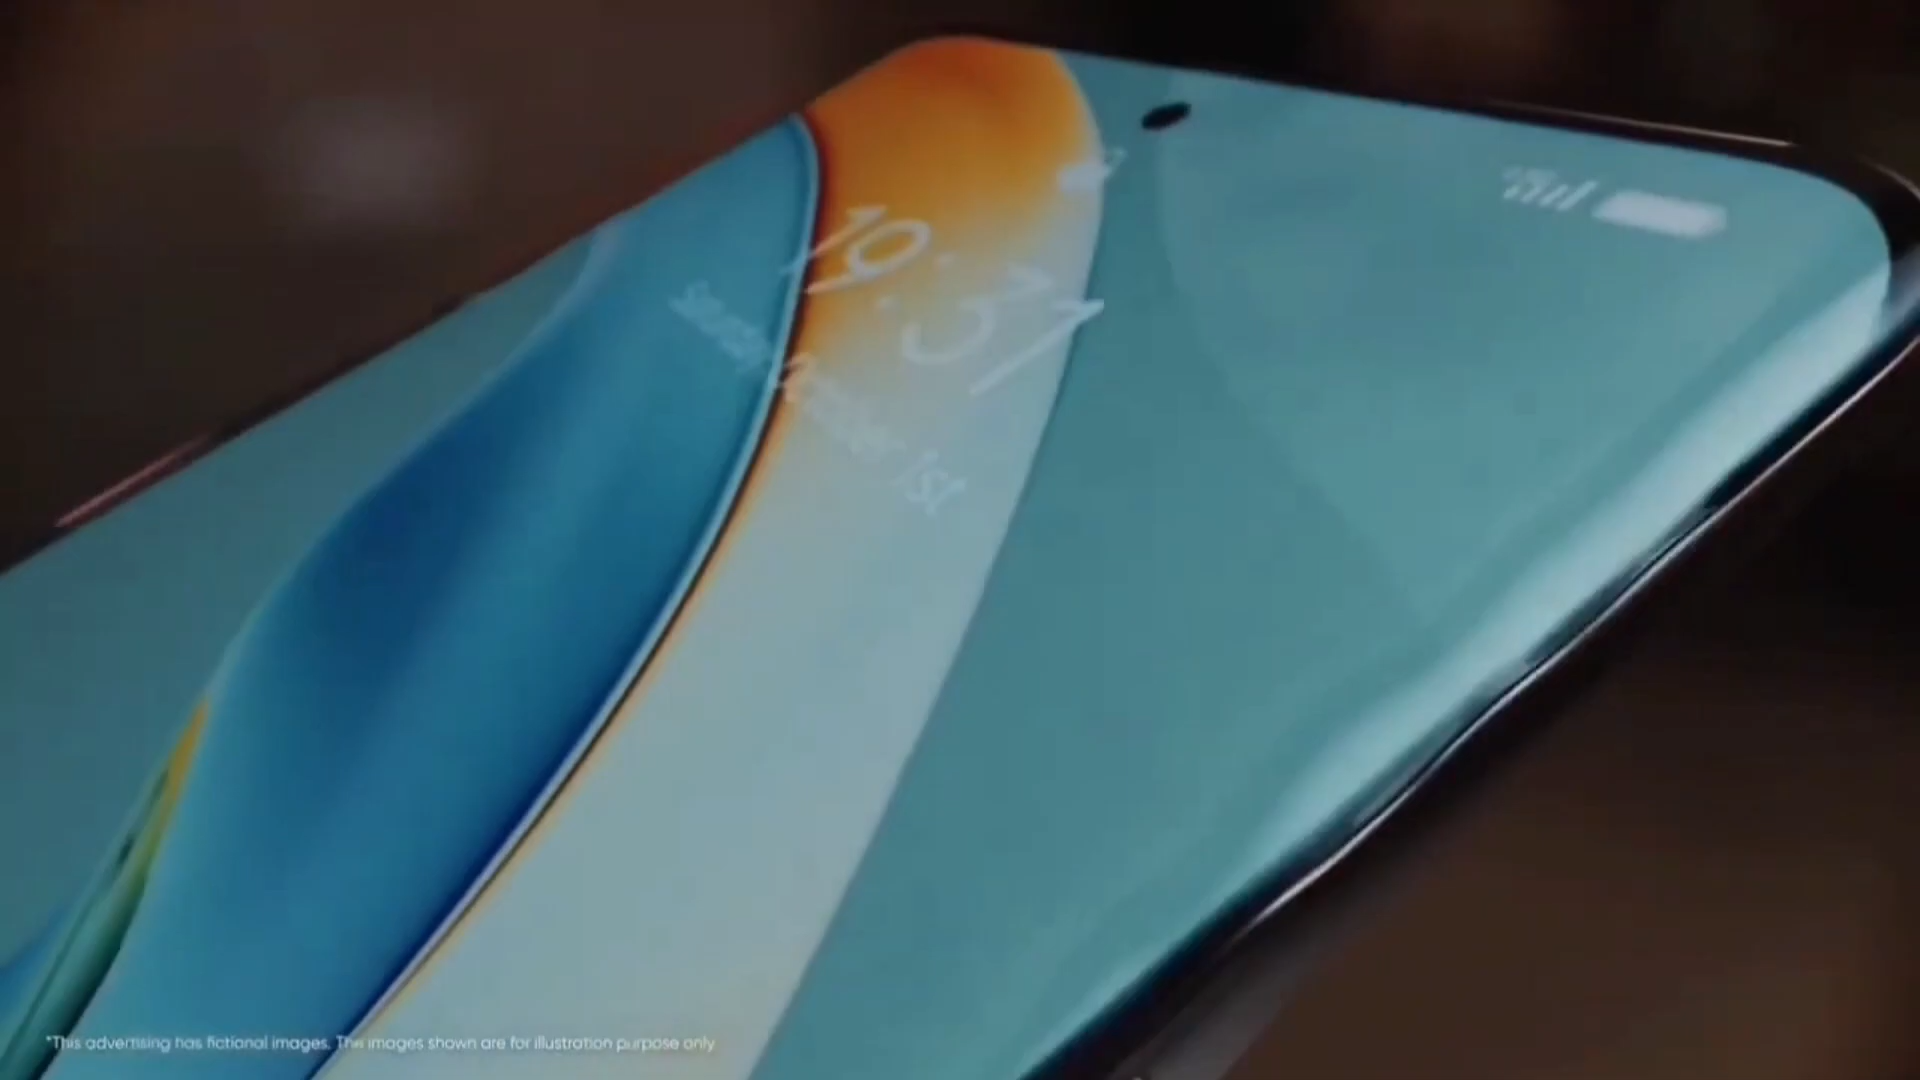 19:37
1st
*This advertising has fictional images. The images shown are for illustration purpose only